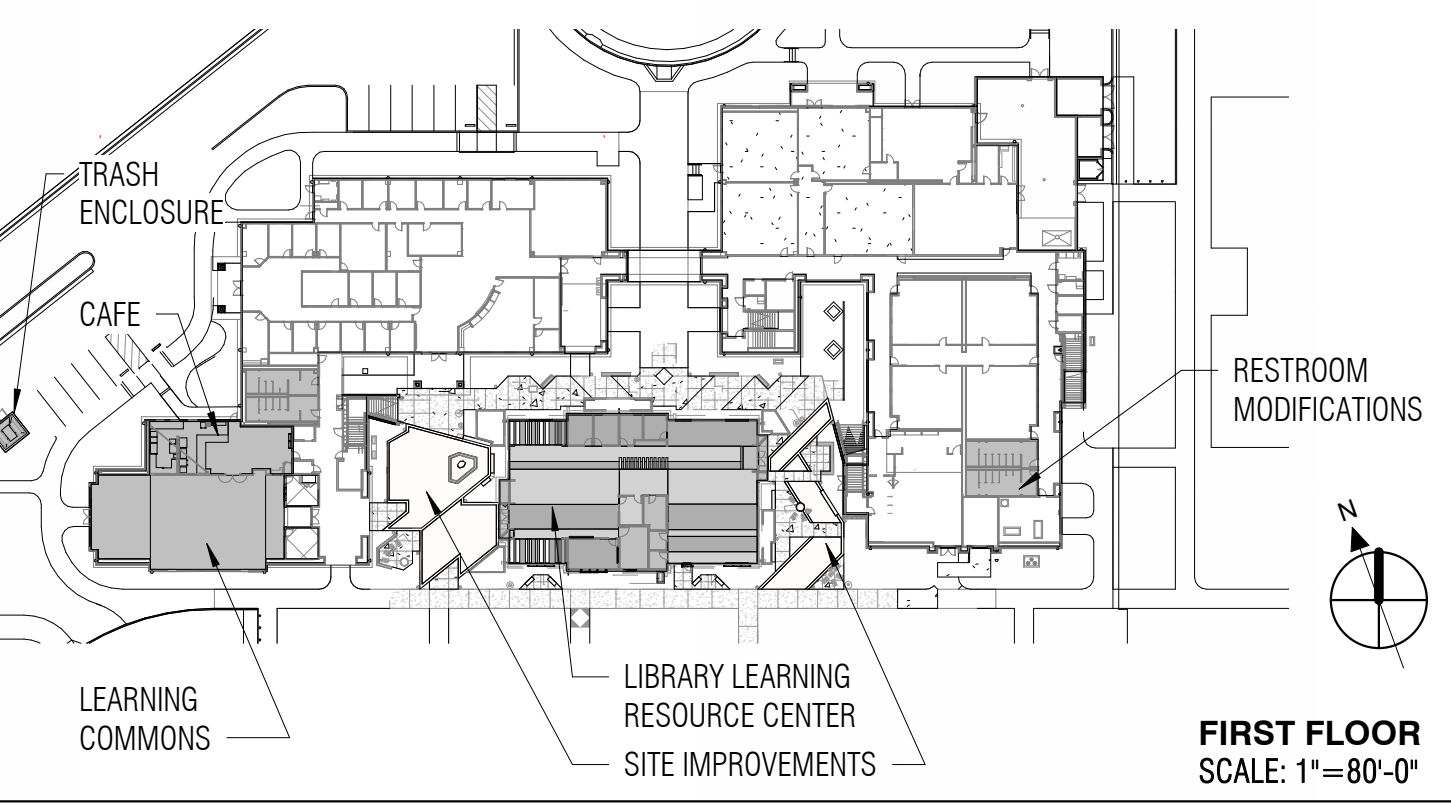 TRASH
ENCLOSURE
CAFE
RESTROOM
MODIFICATIONS
N
LEARNING
COMMONS
LIBRARY LEARNING
RESOURCE CENTER
SITE IMPROVEMENTS
FIRST FLOOR
SCALE: 1"=80'-0"